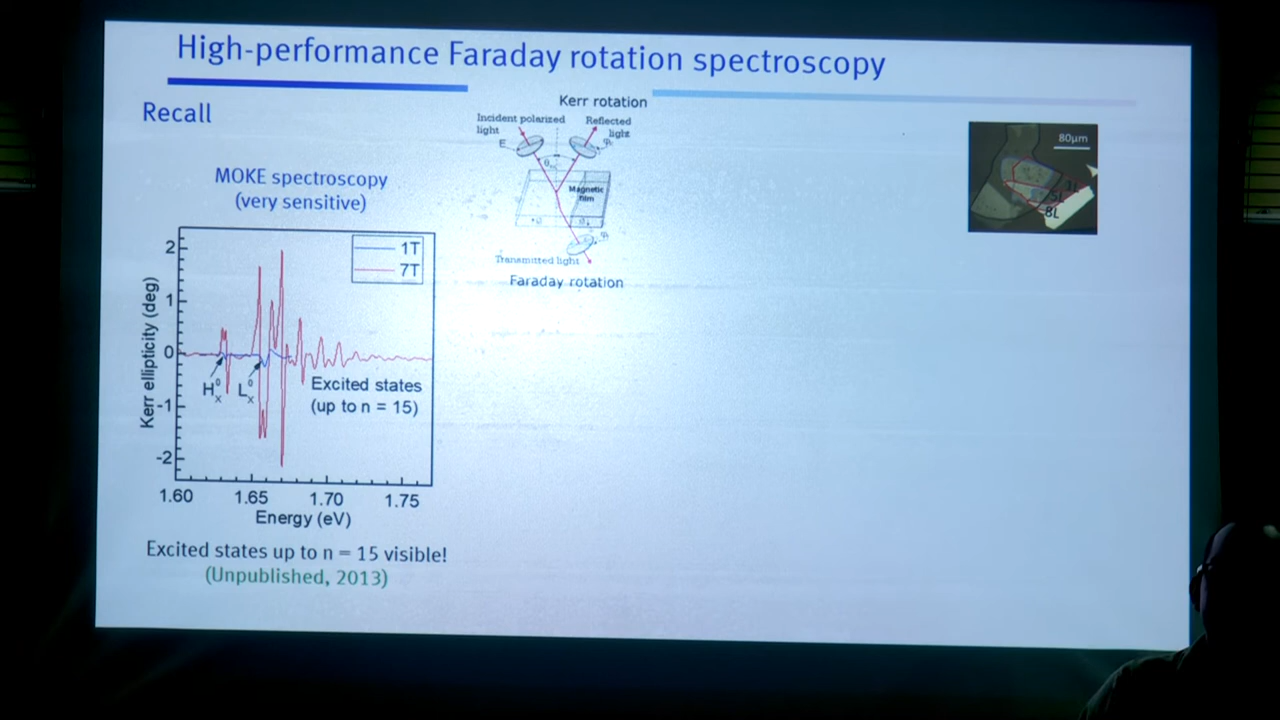 High-performance Faraday rotation spectroscopy
Recall
Kerr rotation
Incident polarized
light
Reflected
light
E
Magnetic
film
Transmitted light
Faraday rotation
80μm
8L
MOKE spectroscopy
(very sensitive)
1T
7T
2
1
0
-1
-2
Kerr ellipticity (deg)
H⁰ₓ
L⁰ₓ
Excited states
(up to n = 15)
1.60
1.65
1.70
1.75
Energy (eV)
Excited states up to n = 15 visible!
(Unpublished, 2013)